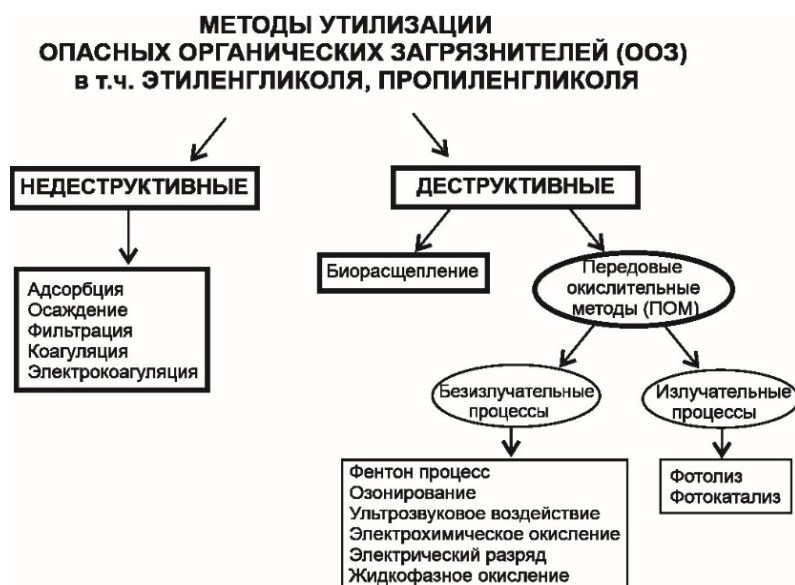 МЕТОДЫ УТИЛИЗАЦИИ
ОПАСНЫХ ОРГАНИЧЕСКИХ ЗАГРЯЗНИТЕЛЕЙ (ООЗ)
в т.ч. ЭТИЛЕНГЛИКОЛЯ, ПРОПИЛЕНГЛИКОЛЯ
НЕДЕСТРУКТИВНЫЕ
ДЕСТРУКТИВНЫЕ
Адсорбция
Осаждение
Фильтрация
Коагуляция
Электрокоагуляция
Биорасщепление
Передовые
окислительные
методы (ПОМ)
Безизлучательные
процессы
Излучательные
процессы
Фентон процесс
Озонирование
Ультрозвуковое воздействие
Электрохимическое окисление
Электрический разряд
Жидкофазное окисление
Фотолиз
Фотокатализ